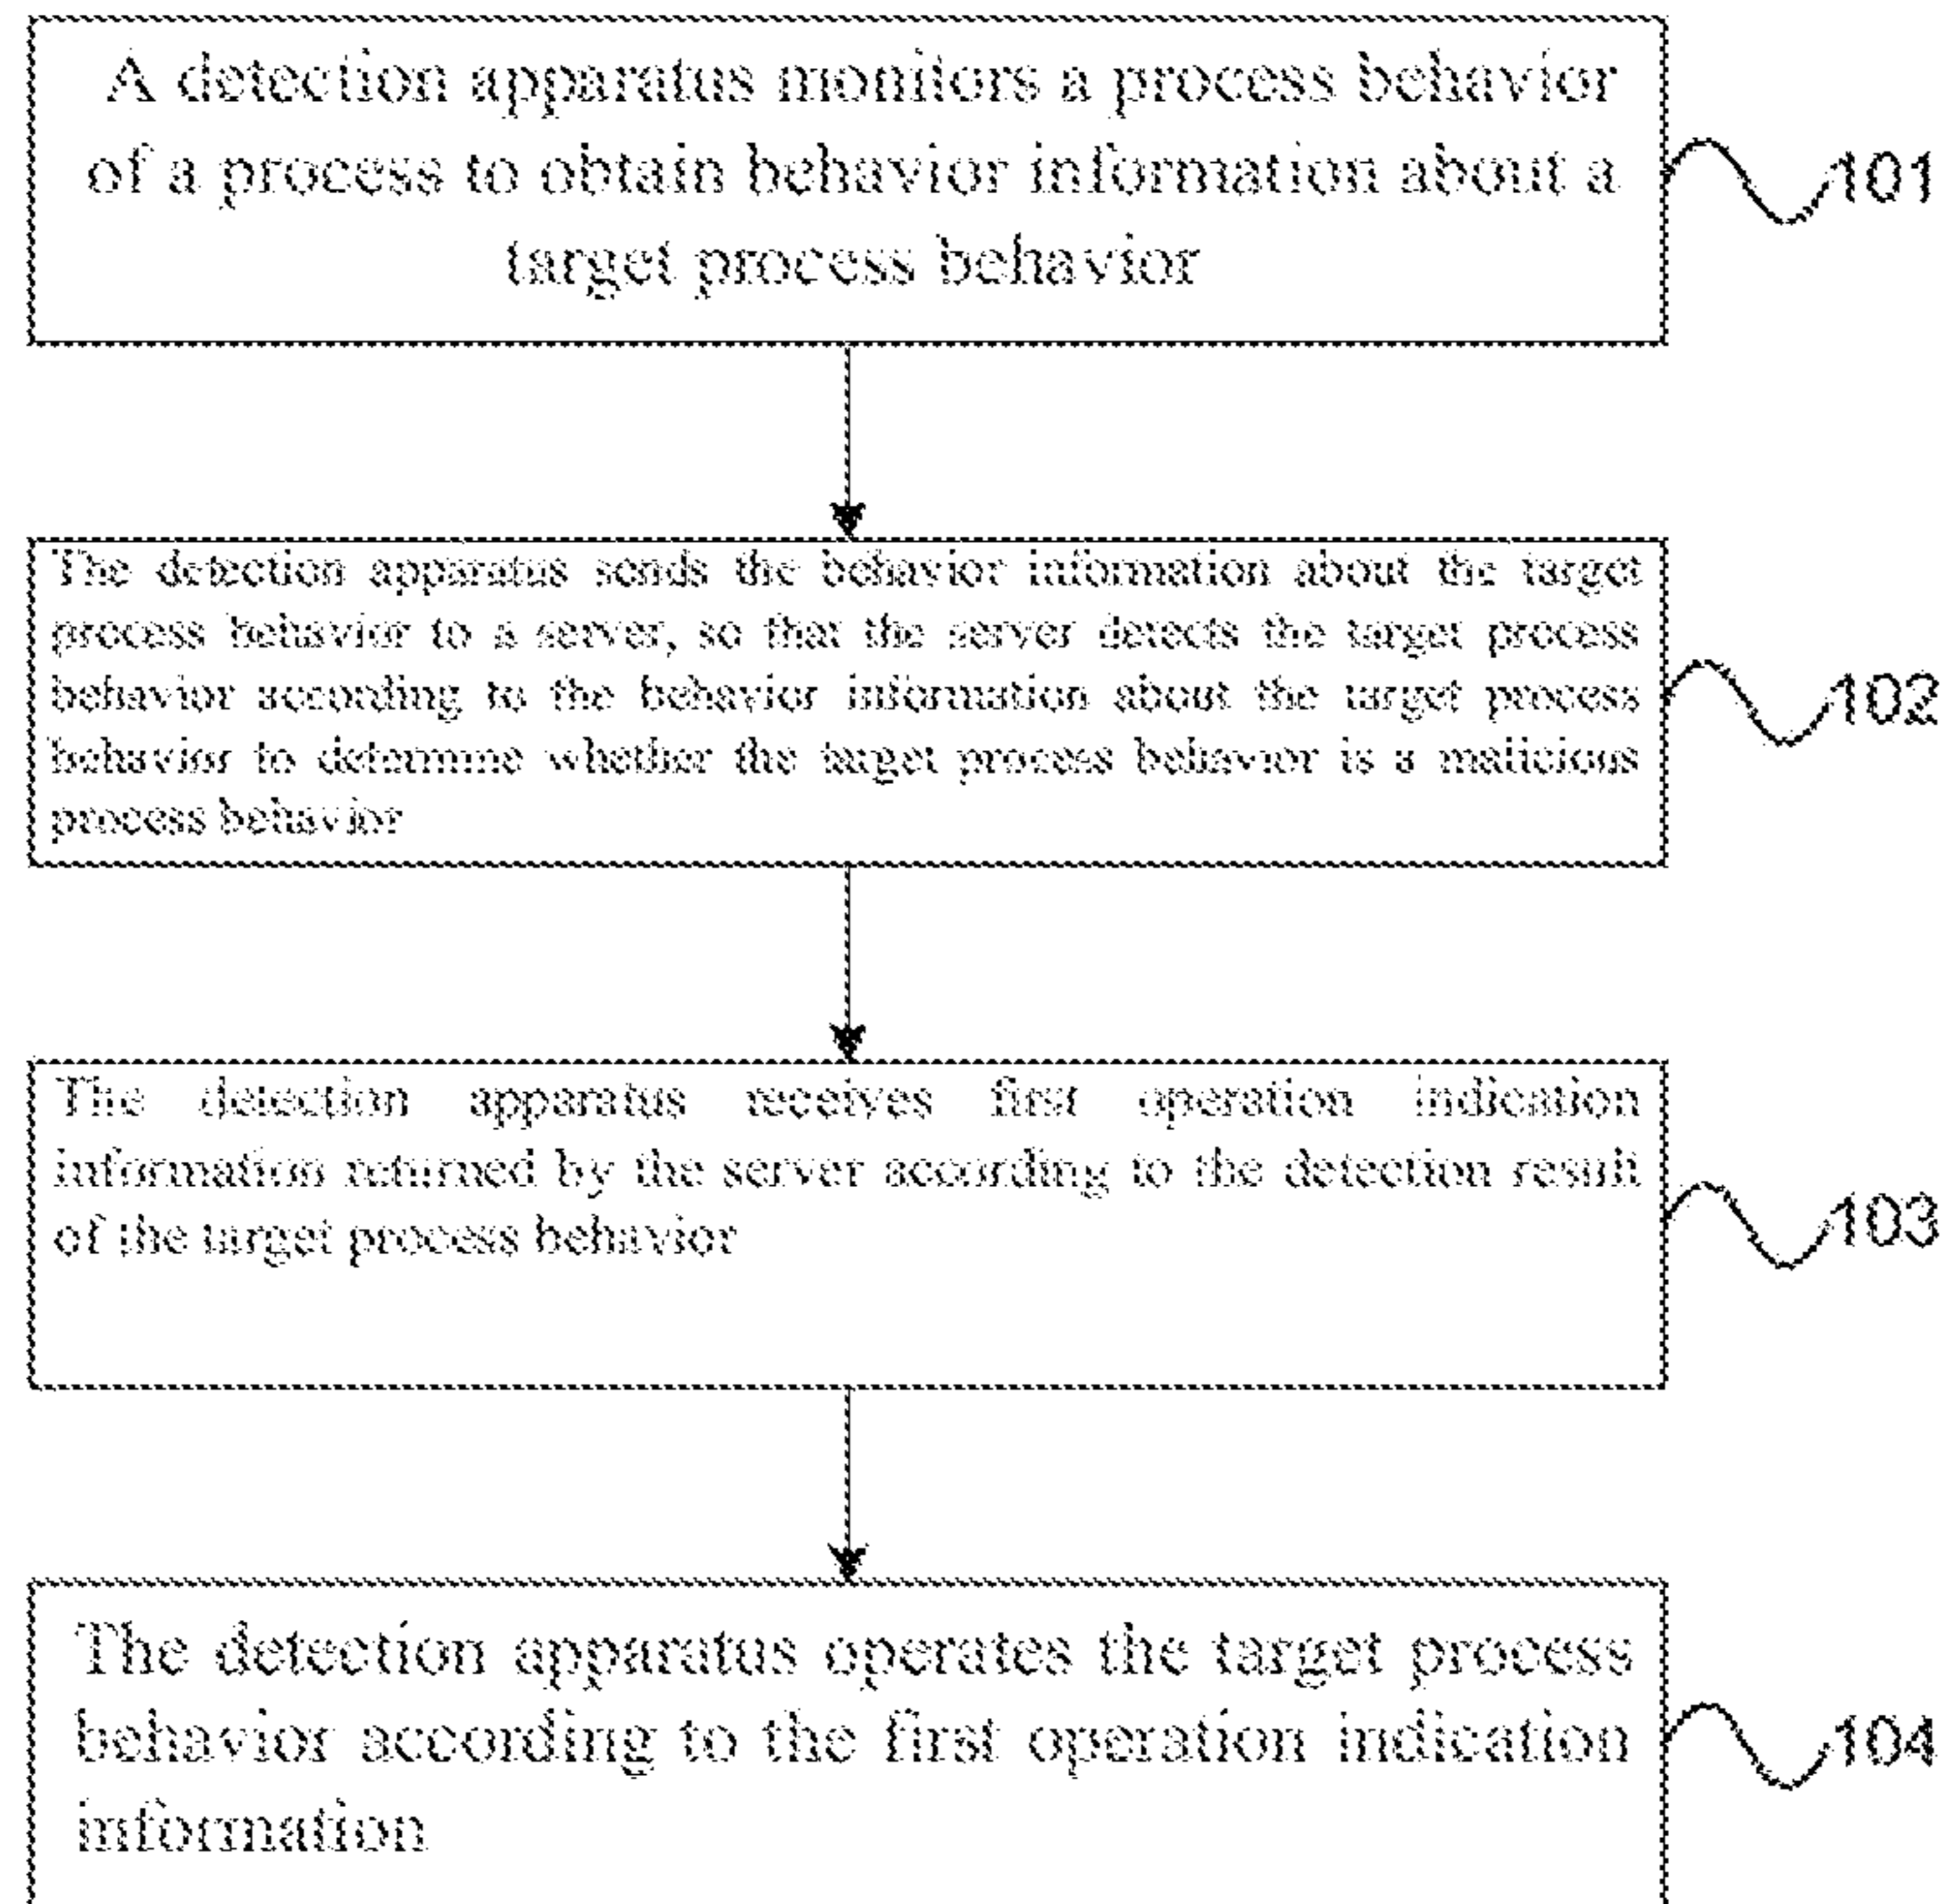 A detection apparatus monitors a process behavior
of a process to obtain behavior information about a
target process behavior
101
The detection apparatus sends the behavior information about the target
process behavior to a server, so that the server detects the target process
behavior according to the behavior information about the target process
behavior to determine whether the target process behavior is a malicious
process behavior
102
The detection apparatus receives first operation indication
information returned by the server according to the detection result
of the target process behavior
103
The detection apparatus operates the target process
behavior according to the first operation indication
information
104